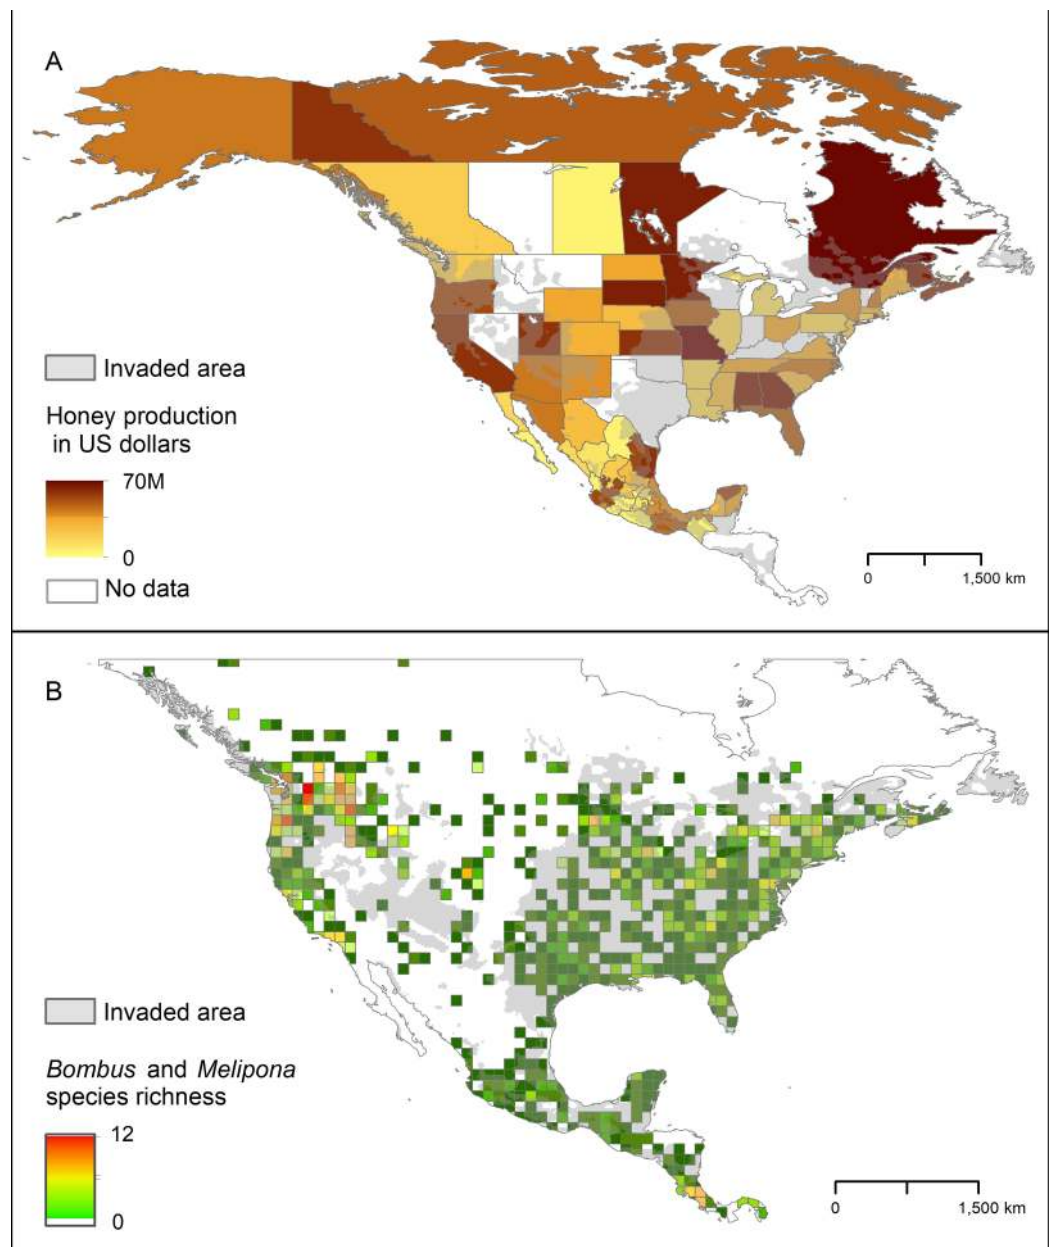 A
Invaded area
Honey production
in US dollars
70M
0
No data
0 1,500 km
B
Invaded area
Bombus and Melipona
species richness
12
0
0 1,500 km